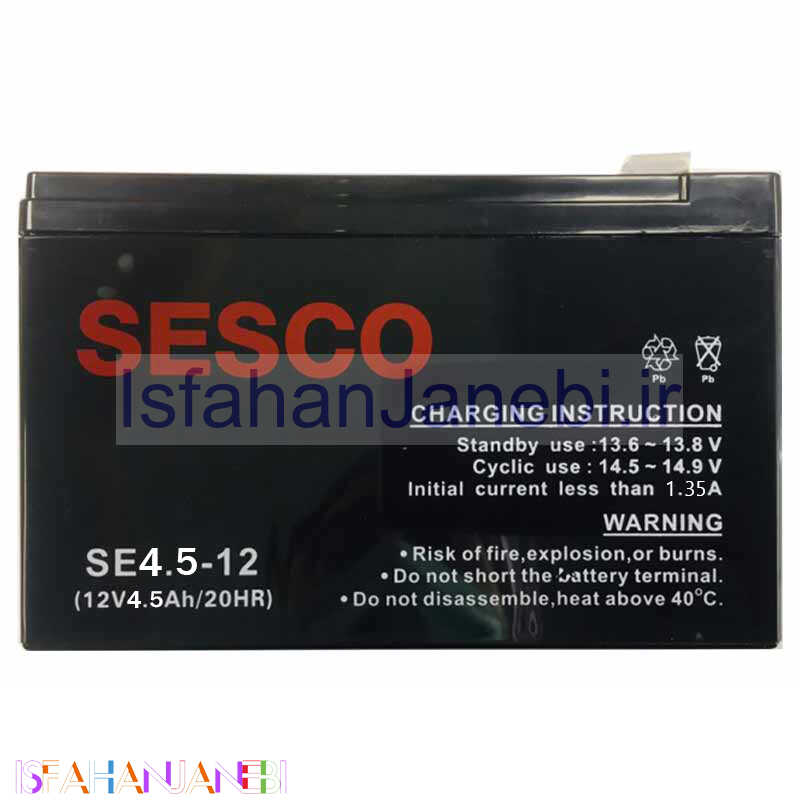 SESCO
IsfahanJanebi.ir
Pb Pb
CHARGING INSTRUCTION
Standby use :13.6~13.8 V
Cyclic use : 14.5~14.9 V
Initial current less than 1.35A
WARNING
• Risk of fire,explosion,or burns.
• Do not short the battery terminal.
• Do not disassemble,heat above 40°C.
SE4.5-12
(12V4.5Ah/20HR)
ISFAHANJANEBI